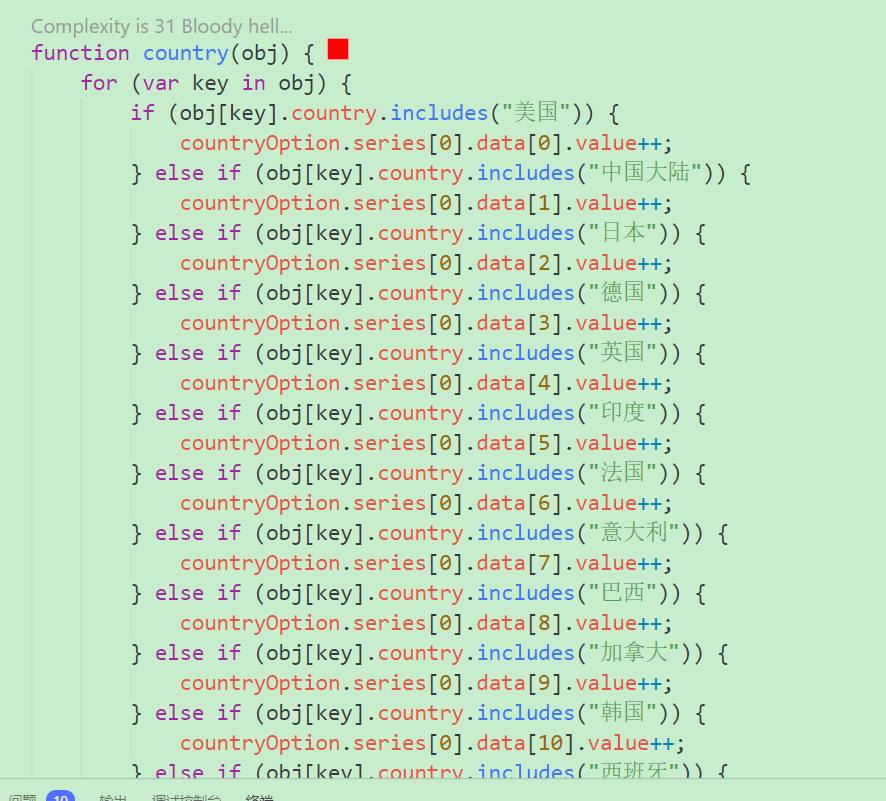 Complexity is 31 Bloody hell...
function country(obj) {
for (var key in obj) {
if (obj[key].country.includes("美国")) {
countryOption.series[0].data[0].value++;
} else if (obj[key].country.includes("中国大陆")) {
countryOption.series[0].data[1].value++;
} else if (obj[key].country.includes("日本")) {
countryOption.series[0].data[2].value++;
} else if (obj[key].country.includes("德国")) {
countryOption.series[0].data[3].value++;
} else if (obj[key].country.includes("英国")) {
countryOption.series[0].data[4].value++;
} else if (obj[key].country.includes("印度")) {
countryOption.series[0].data[5].value++;
} else if (obj[key].country.includes("法国")) {
countryOption.series[0].data[6].value++;
} else if (obj[key].country.includes("意大利")) {
countryOption.series[0].data[7].value++;
} else if (obj[key].country.includes("巴西")) {
countryOption.series[0].data[8].value++;
} else if (obj[key].country.includes("加拿大")) {
countryOption.series[0].data[9].value++;
} else if (obj[key].country.includes("韩国")) {
countryOption.series[0].data[10].value++;
} else if (obj[key].country.includes("西班牙")) {
问题 10 输出 调试控制台 终端